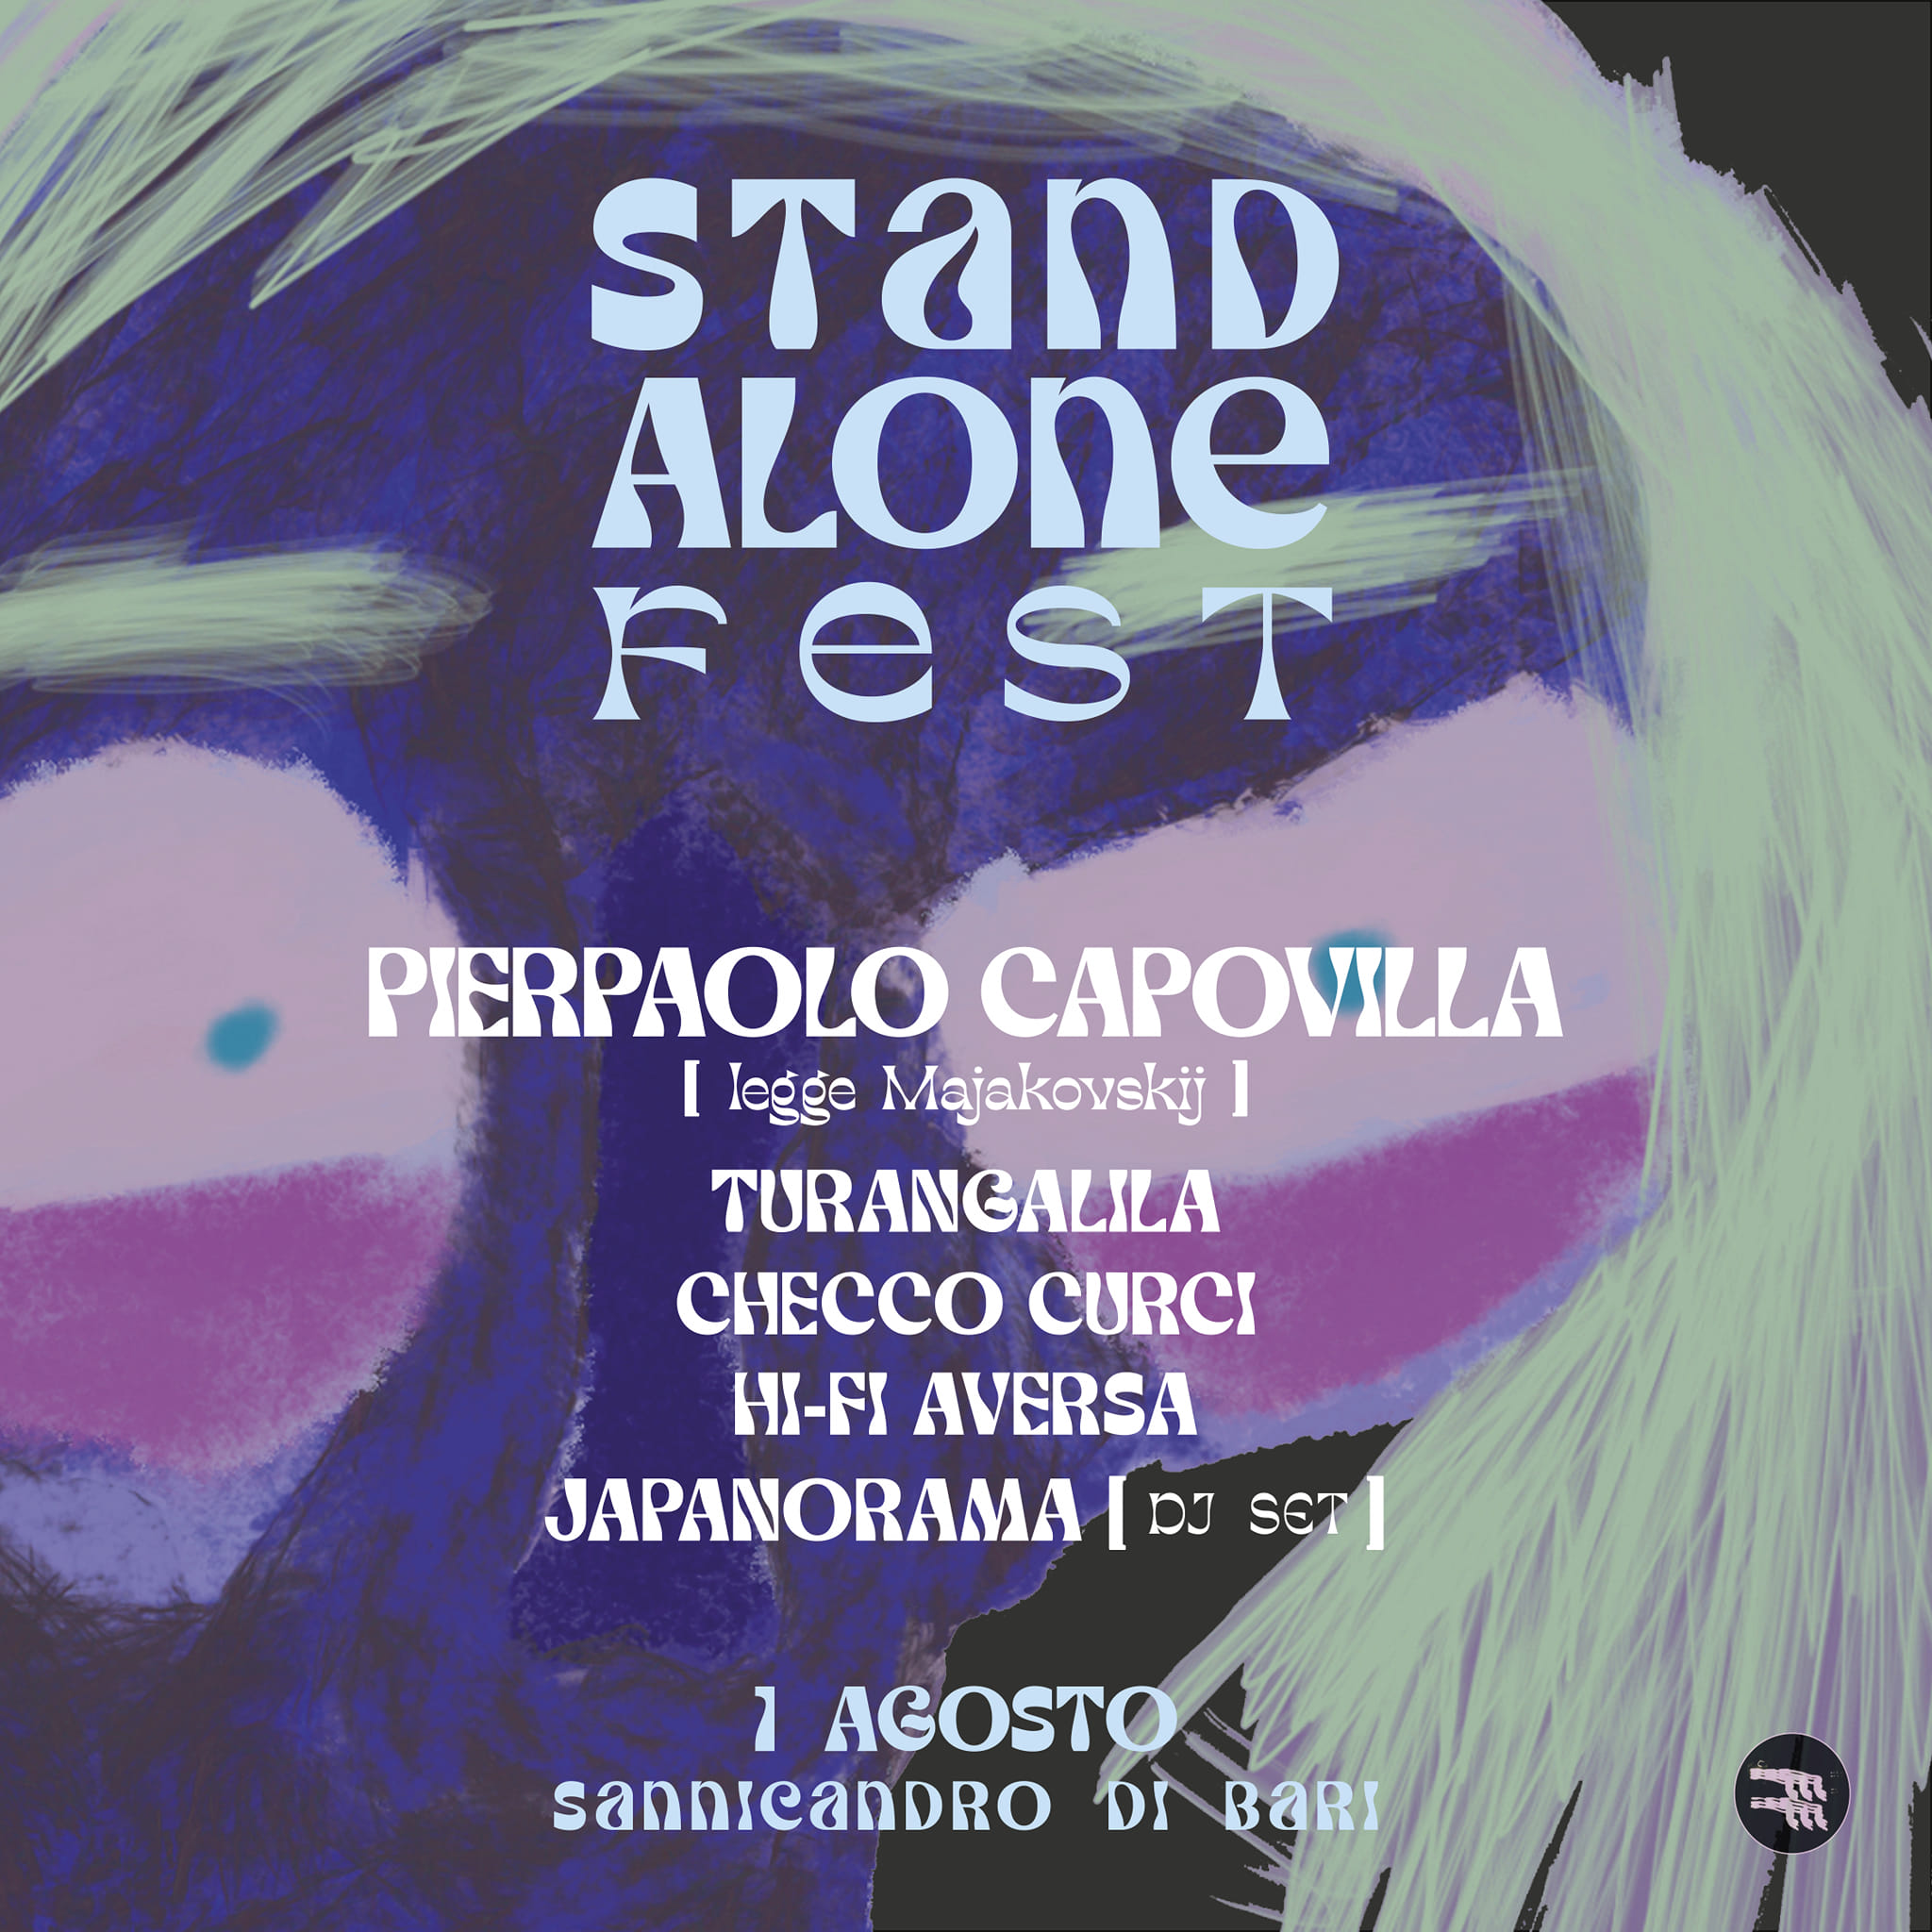 STanD
ALOne
FeST
PIERPAOLO CAPOVILLA
[ legge Majakovskij ]
TURANGALILA
CHECCO CURCI
HI-FI AVERSA
JAPANORAMA [ DJ SET ]
1 AGOSTO
SannICanDRO DI BaRI